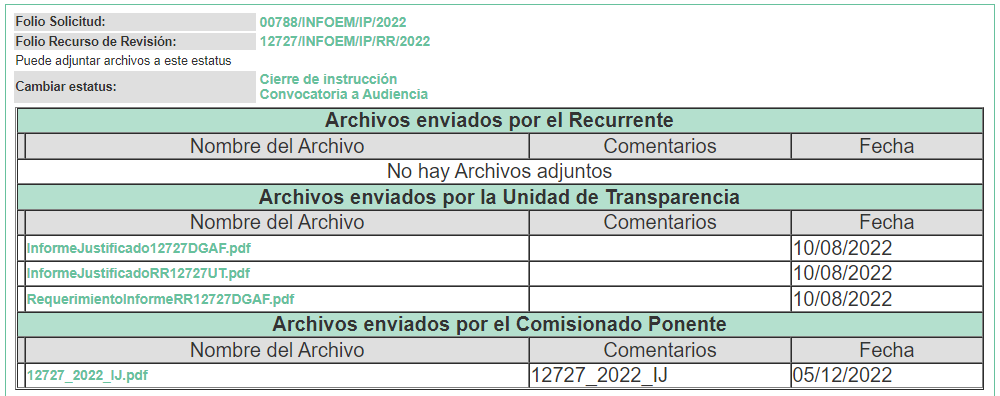 Folio Solicitud: 00788/INFOEM/IP/2022
Folio Recurso de Revisión: 12727/INFOEM/IP/RR/2022
Puede adjuntar archivos a este estatus
Cambiar estatus: Cierre de instrucción
Convocatoria a Audiencia
Archivos enviados por el Recurrente
Nombre del Archivo Comentarios Fecha
No hay Archivos adjuntos
Archivos enviados por la Unidad de Transparencia
Nombre del Archivo Comentarios Fecha
InformeJustificado12727DGAF.pdf 10/08/2022
InformeJustificadoRR12727UT.pdf 10/08/2022
RequerimientoInformeRR12727DGAF.pdf 10/08/2022
Archivos enviados por el Comisionado Ponente
Nombre del Archivo Comentarios Fecha
12727_2022_IJ.pdf 12727_2022_IJ 05/12/2022